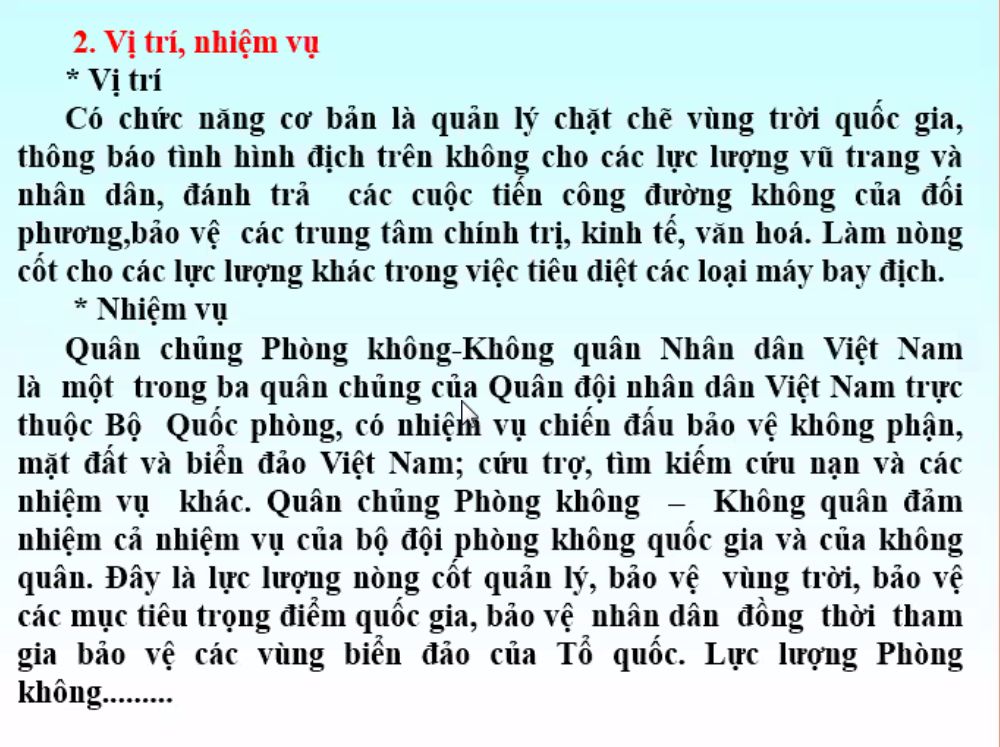 2. Vị trí, nhiệm vụ
* Vị trí
Có chức năng cơ bản là quản lý chặt chẽ vùng trời quốc gia,
thông báo tình hình địch trên không cho các lực lượng vũ trang và
nhân dân, đánh trả các cuộc tiến công đường không của đối
phương,bảo vệ các trung tâm chính trị, kinh tế, văn hoá. Làm nòng
cốt cho các lực lượng khác trong việc tiêu diệt các loại máy bay địch.
* Nhiệm vụ
Quân chủng Phòng không-Không quân Nhân dân Việt Nam
là một trong ba quân chủng của Quân đội nhân dân Việt Nam trực
thuộc Bộ Quốc phòng, có nhiệm vụ chiến đấu bảo vệ không phận,
mặt đất và biển đảo Việt Nam; cứu trợ, tìm kiếm cứu nạn và các
nhiệm vụ khác. Quân chủng Phòng không – Không quân đảm
nhiệm cả nhiệm vụ của bộ đội phòng không quốc gia và của không
quân. Đây là lực lượng nòng cốt quản lý, bảo vệ vùng trời, bảo vệ
các mục tiêu trọng điểm quốc gia, bảo vệ nhân dân đồng thời tham
gia bảo vệ các vùng biển đảo của Tổ quốc. Lực lượng Phòng
không.........